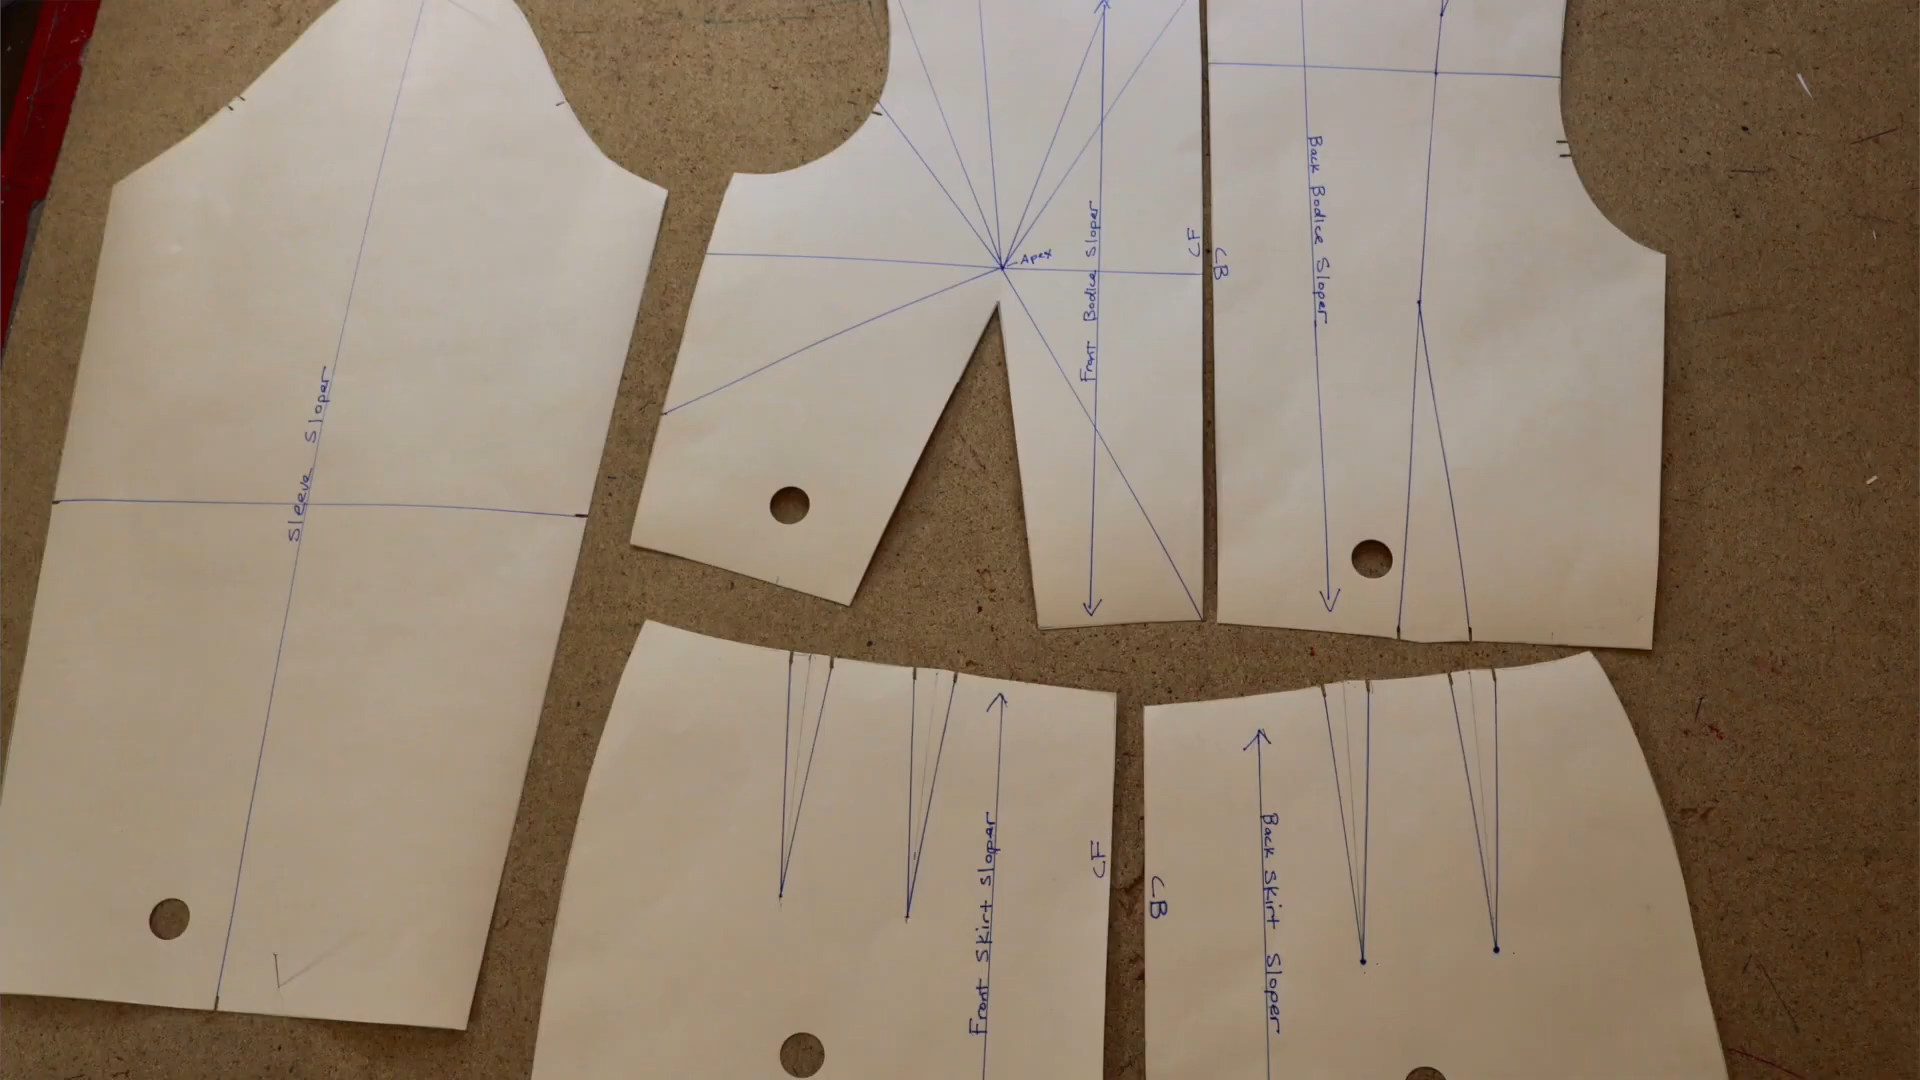 Sleeve Sloper
Apex
Front Bodice Sloper
CF
CB
Back Bodice Sloper
Front Skirt Sloper
CF
CB
Back Skirt Sloper